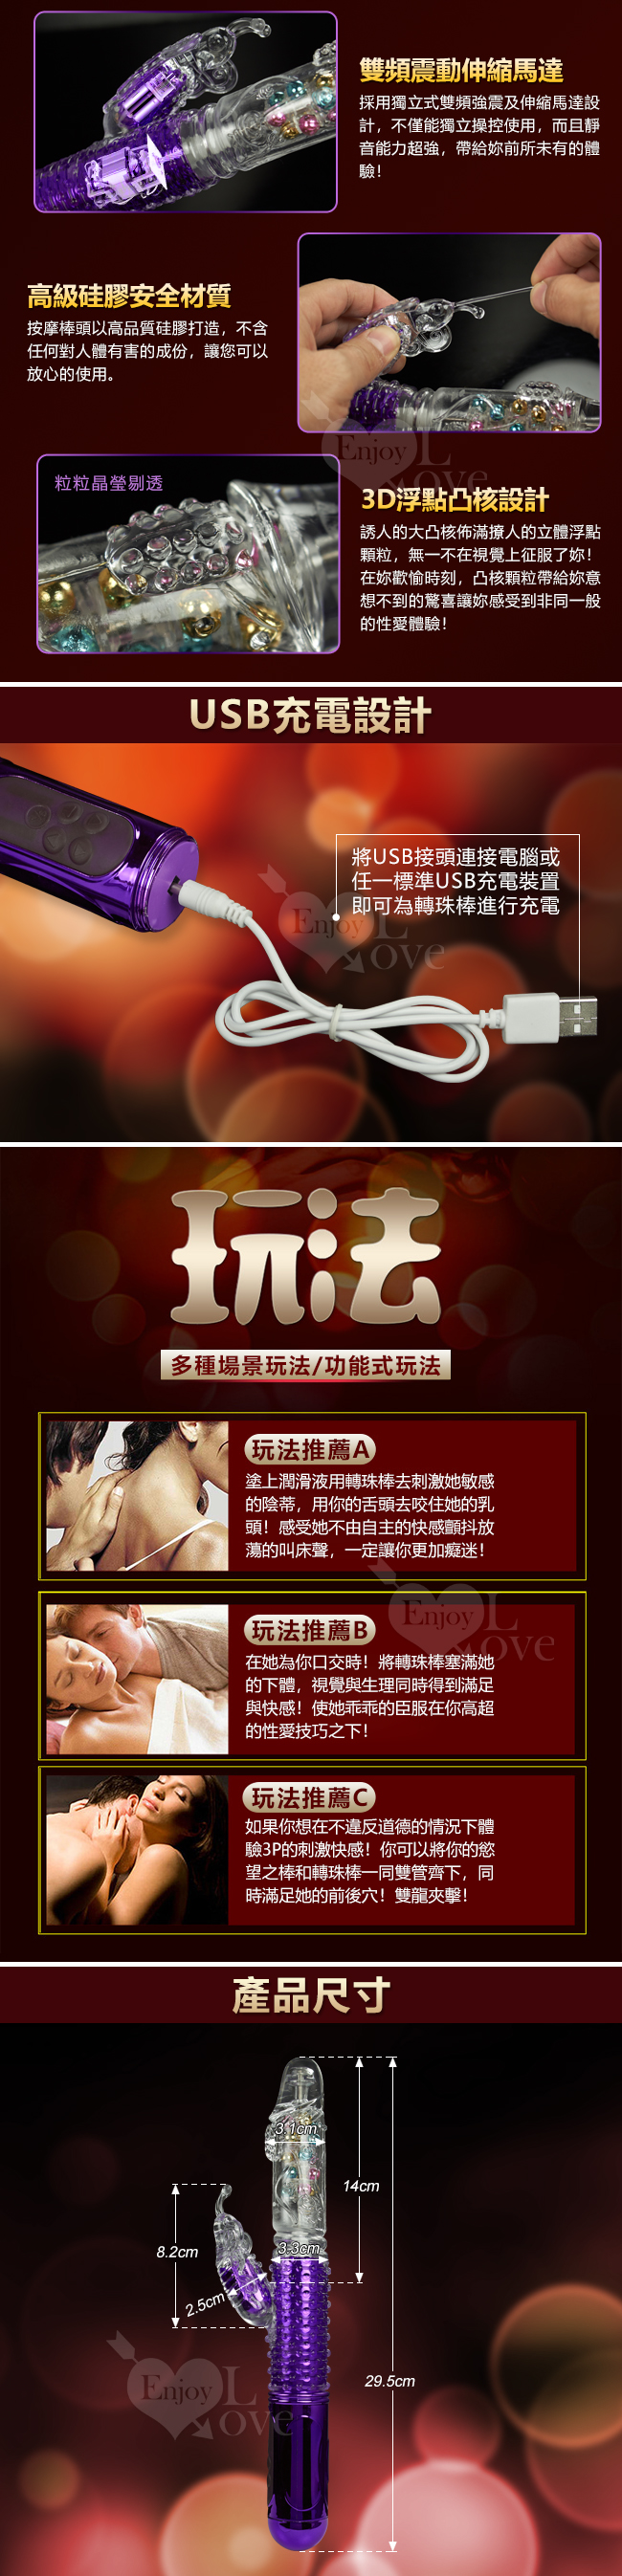 雙頻震動伸縮馬達
採用獨立式雙頻強震及伸縮馬達設
計，不僅能獨立操控使用，而且靜
音能力超強，帶給妳前所未有的體
驗！
高級硅膠安全材質
按摩棒頭以高品質硅膠打造，不含
任何對人體有害的成份，讓您可以
放心的使用。
Enjoy Love
粒粒晶瑩剔透
3D浮點凸核設計
誘人的大凸核佈滿撩人的立體浮點
顆粒，無一不在視覺上征服了妳！
在妳歡愉時刻，凸核顆粒帶給妳意
想不到的驚喜讓妳感受到非同一般
的性愛體驗！
USB充電設計
將USB接頭連接電腦或
任一標準USB充電裝置
即可為轉珠棒進行充電
Enjoy Love
玩法
多種場景玩法/功能式玩法
玩法推薦A
塗上潤滑液用轉珠棒去刺激她敏感
的陰蒂，用你的舌頭去咬住她的乳
頭！感受她不由自主的快感顫抖放
蕩的叫床聲，一定讓你更加癡迷！
Enjoy Love
玩法推薦B
在她為你口交時！將轉珠棒塞滿她
的下體，視覺與生理同時得到滿足
與快感！使她乖乖的臣服在你高超
的性愛技巧之下！
玩法推薦C
如果你想在不違反道德的情況下體
驗3P的刺激快感！你可以將你的慾
望之棒和轉珠棒一同雙管齊下，同
時滿足她的前後穴！雙龍夾擊！
產品尺寸
3.1cm
14cm
8.2cm
3.3cm
2.5cm
29.5cm
Enjoy Love